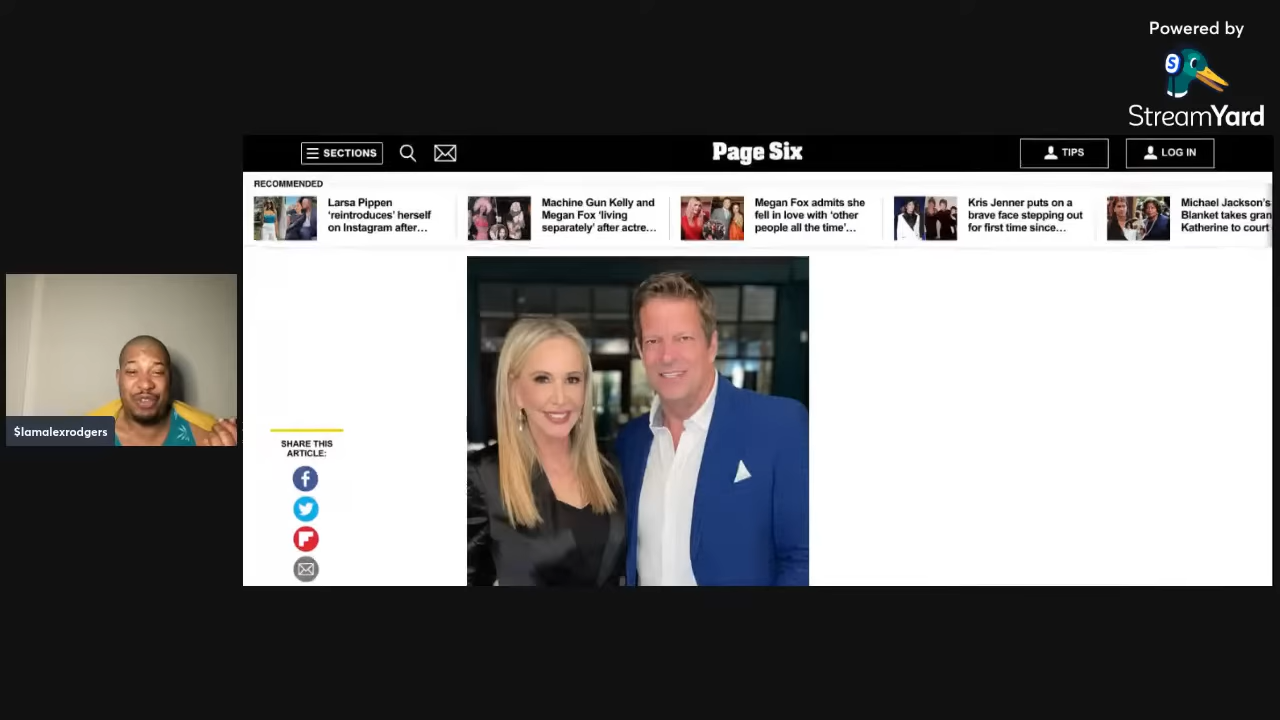 Powered by
StreamYard
SECTIONS
Page Six
TIPS
LOG IN
RECOMMENDED
Larsa Pippen
‘reintroduces’ herself
on Instagram after…
Machine Gun Kelly and
Megan Fox ‘living
separately’ after actre…
Megan Fox admits she
fell in love with ‘other
people all the time’…
Kris Jenner puts on a
brave face stepping out
for first time since…
Michael Jackson's
Blanket takes gran
Katherine to court
SHARE THIS
ARTICLE:
$Iamalexrodgers